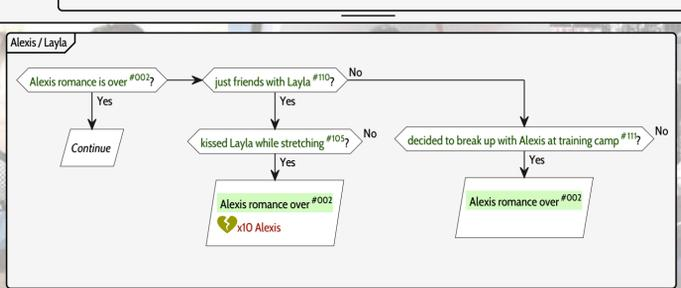 Alexis / Layla
Alexis romance is over #002?
just friends with Layla #110?
No
Yes
Yes
Continue
kissed Layla while stretching #105?
No
decided to break up with Alexis at training camp #111?
No
Yes
Yes
Alexis romance over #002
x10 Alexis
Alexis romance over #002